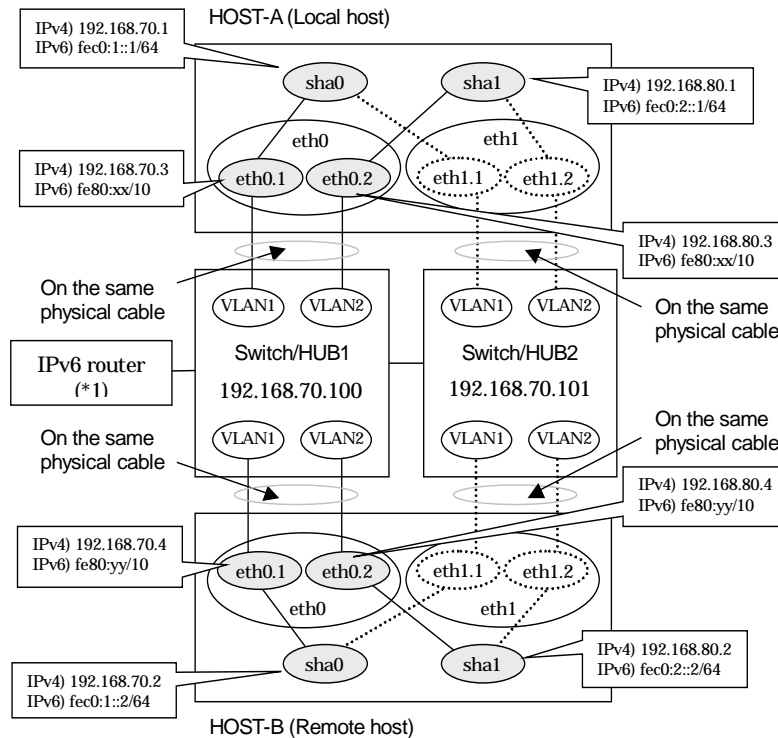 HOST-A (Local host)
IPv4) 192.168.70.1
IPv6) fec0:1::1/64
sha0
sha1
IPv4) 192.168.80.1
IPv6) fec0:2::1/64
eth0
eth1
IPv4) 192.168.70.3
IPv6) fe80:xx/10
eth0.1
eth0.2
eth1.1
eth1.2
IPv4) 192.168.80.3
IPv6) fe80:xx/10
On the same
physical cable
On the same
physical cable
VLAN1
VLAN2
VLAN1
VLAN2
Switch/HUB1
192.168.70.100
Switch/HUB2
192.168.70.101
IPv6 router
(*1)
VLAN1
VLAN2
VLAN1
VLAN2
On the same
physical cable
On the same
physical cable
IPv4) 192.168.80.4
IPv6) fe80:yy/10
IPv4) 192.168.70.4
IPv6) fe80:yy/10
eth0.1
eth0.2
eth1.1
eth1.2
eth0
eth1
IPv4) 192.168.70.2
IPv6) fec0:1::2/64
sha0
sha1
IPv4) 192.168.80.2
IPv6) fec0:2::2/64
HOST-B (Remote host)